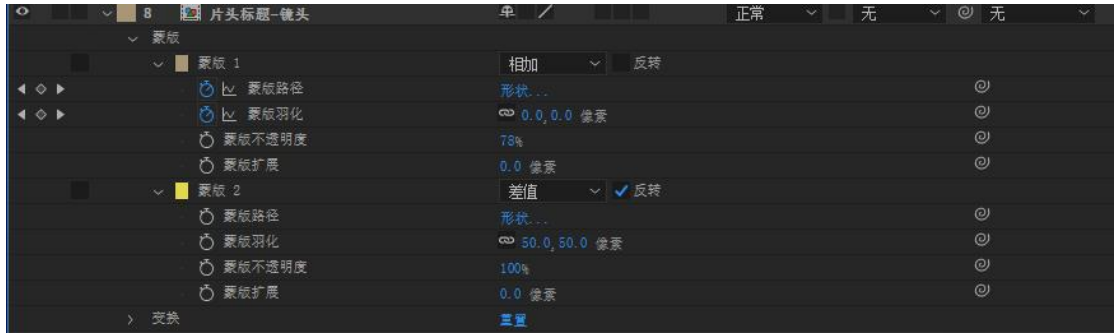 8 片头标题-镜头 正常 无 无
蒙版
蒙版 1 相加 反转
蒙版路径 形状...
蒙版羽化 0.0,0.0 像素
蒙版不透明度 78%
蒙版扩展 0.0 像素
蒙版 2 差值 反转
蒙版路径 形状...
蒙版羽化 50.0,50.0 像素
蒙版不透明度 100%
蒙版扩展 0.0 像素
变换 重置